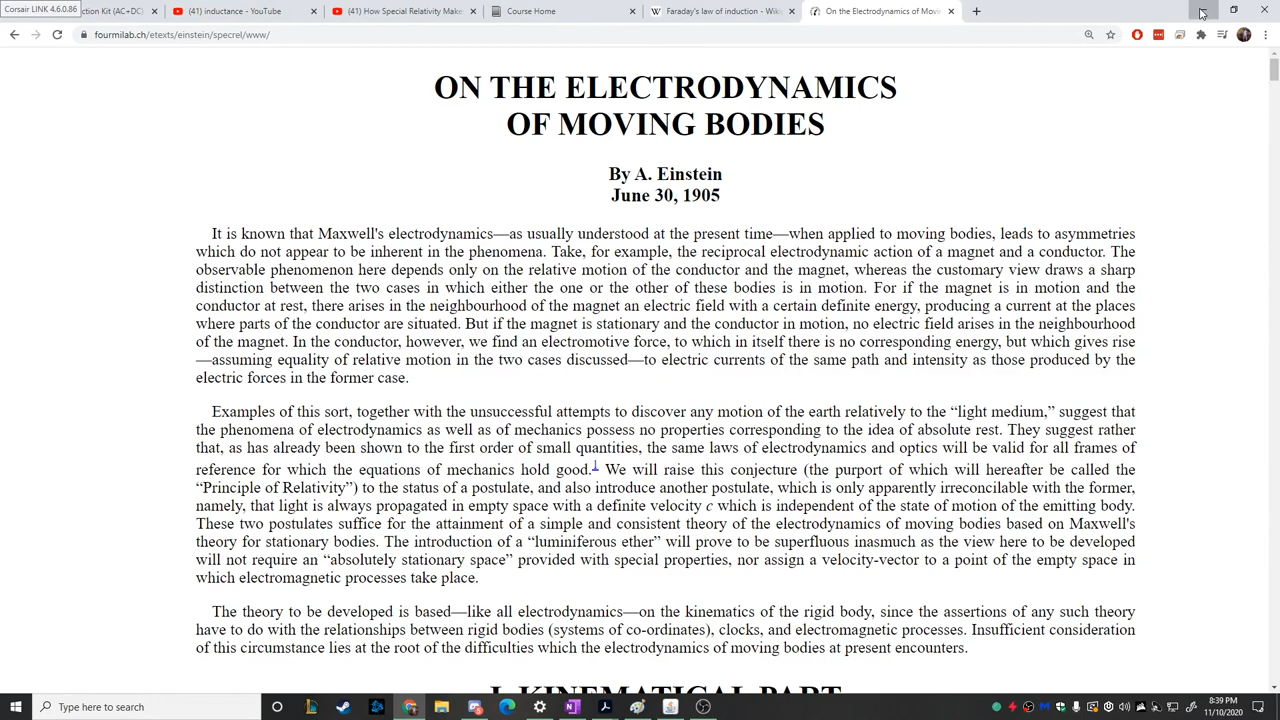 Corsair LINK 4.6.0.86
ction Kit (AC+DC)
(41) inductance - YouTube
(41) How Special Relativity Make
Course Home
Faraday's law of induction - Wiki
On the Electrodynamics of Movi
fourmilab.ch/etexts/einstein/specrel/www/
ON THE ELECTRODYNAMICS
OF MOVING BODIES
By A. Einstein
June 30, 1905
It is known that Maxwell's electrodynamics—as usually understood at the present time—when applied to moving bodies, leads to asymmetries
which do not appear to be inherent in the phenomena. Take, for example, the reciprocal electrodynamic action of a magnet and a conductor. The
observable phenomenon here depends only on the relative motion of the conductor and the magnet, whereas the customary view draws a sharp
distinction between the two cases in which either the one or the other of these bodies is in motion. For if the magnet is in motion and the
conductor at rest, there arises in the neighbourhood of the magnet an electric field with a certain definite energy, producing a current at the places
where parts of the conductor are situated. But if the magnet is stationary and the conductor in motion, no electric field arises in the neighbourhood
of the magnet. In the conductor, however, we find an electromotive force, to which in itself there is no corresponding energy, but which gives rise
—assuming equality of relative motion in the two cases discussed—to electric currents of the same path and intensity as those produced by the
electric forces in the former case.
Examples of this sort, together with the unsuccessful attempts to discover any motion of the earth relatively to the “light medium,” suggest that
the phenomena of electrodynamics as well as of mechanics possess no properties corresponding to the idea of absolute rest. They suggest rather
that, as has already been shown to the first order of small quantities, the same laws of electrodynamics and optics will be valid for all frames of
reference for which the equations of mechanics hold good.1 We will raise this conjecture (the purport of which will hereafter be called the
“Principle of Relativity”) to the status of a postulate, and also introduce another postulate, which is only apparently irreconcilable with the former,
namely, that light is always propagated in empty space with a definite velocity c which is independent of the state of motion of the emitting body.
These two postulates suffice for the attainment of a simple and consistent theory of the electrodynamics of moving bodies based on Maxwell's
theory for stationary bodies. The introduction of a “luminiferous ether” will prove to be superfluous inasmuch as the view here to be developed
will not require an “absolutely stationary space” provided with special properties, nor assign a velocity-vector to a point of the empty space in
which electromagnetic processes take place.
The theory to be developed is based—like all electrodynamics—on the kinematics of the rigid body, since the assertions of any such theory
have to do with the relationships between rigid bodies (systems of co-ordinates), clocks, and electromagnetic processes. Insufficient consideration
of this circumstance lies at the root of the difficulties which the electrodynamics of moving bodies at present encounters.
I. KINEMATICAL PART
Type here to search
8:39 PM
11/10/2020